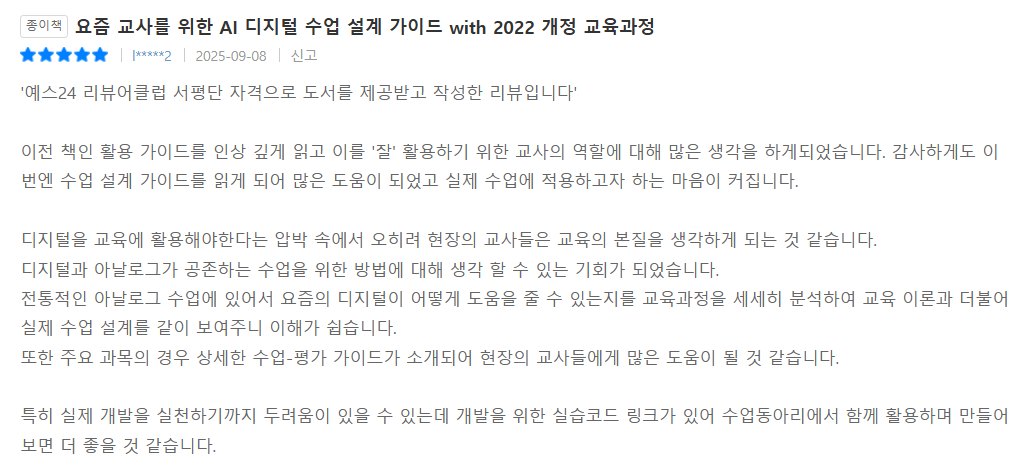 종이책 요즘 교사를 위한 AI 디지털 수업 설계 가이드 with 2022 개정 교육과정
l*****2 2025-09-08 신고
'예스24 리뷰어클럽 서평단 자격으로 도서를 제공받고 작성한 리뷰입니다'
이전 책인 활용 가이드를 인상 깊게 읽고 이를 '잘' 활용하기 위한 교사의 역할에 대해 많은 생각을 하게되었습니다. 감사하게도 이
번엔 수업 설계 가이드를 읽게 되어 많은 도움이 되었고 실제 수업에 적용하고자 하는 마음이 커집니다.
디지털을 교육에 활용해야한다는 압박 속에서 오히려 현장의 교사들은 교육의 본질을 생각하게 되는 것 같습니다.
디지털과 아날로그가 공존하는 수업을 위한 방법에 대해 생각 할 수 있는 기회가 되었습니다.
전통적인 아날로그 수업에 있어서 요즘의 디지털이 어떻게 도움을 줄 수 있는지를 교육과정을 세세히 분석하여 교육 이론과 더불어
실제 수업 설계를 같이 보여주니 이해가 쉽습니다.
또한 주요 과목의 경우 상세한 수업-평가 가이드가 소개되어 현장의 교사들에게 많은 도움이 될 것 같습니다.
특히 실제 개발을 실천하기까지 두려움이 있을 수 있는데 개발을 위한 실습코드 링크가 있어 수업동아리에서 함께 활용하며 만들어
보면 더 좋을 것 같습니다.